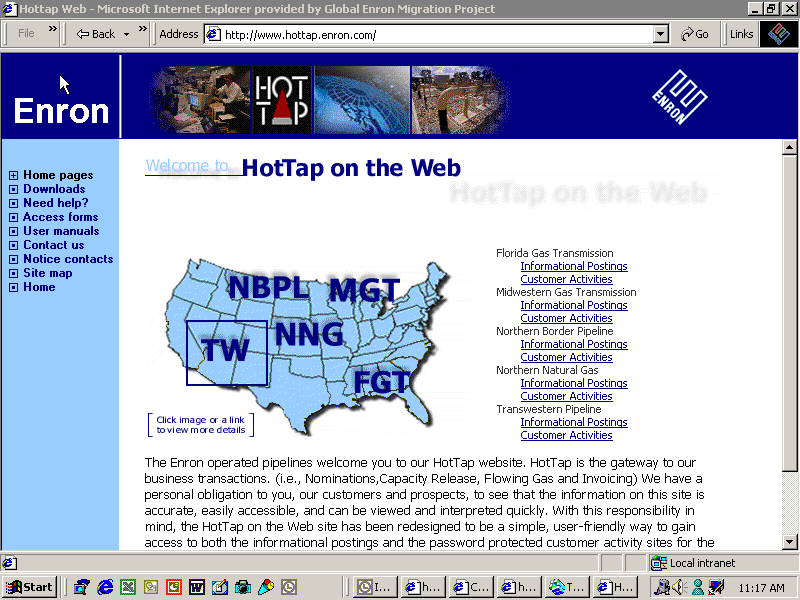 Hottap Web - Microsoft Internet Explorer provided by Global Enron Migration Project
File » Back » Address http://www.hottap.enron.com/ Go Links
Enron
HOT
TAP
ENRON
Home pages
Downloads
Need help?
Access forms
User manuals
Contact us
Notice contacts
Site map
Home
Welcome to HotTap on the Web
HotTap on the Web
NBPL MGT
NNG
TW
FGT
Click image or a link
to view more details
Florida Gas Transmission
Informational Postings
Customer Activities
Midwestern Gas Transmission
Informational Postings
Customer Activities
Northern Border Pipeline
Informational Postings
Customer Activities
Northern Natural Gas
Informational Postings
Customer Activities
Transwestern Pipeline
Informational Postings
Customer Activities
The Enron operated pipelines welcome you to our HotTap website. HotTap is the gateway to our
business transactions. (i.e., Nominations,Capacity Release, Flowing Gas and Invoicing) We have a
personal obligation to you, our customers and prospects, to see that the information on this site is
accurate, easily accessible, and can be viewed and interpreted quickly. With this responsibility in
mind, the HotTap on the Web site has been redesigned to be a simple, user-friendly way to gain
access to both the informational postings and the password protected customer activity sites for the
Local intranet
Start I... h... C... h... T... H... 11:17 AM